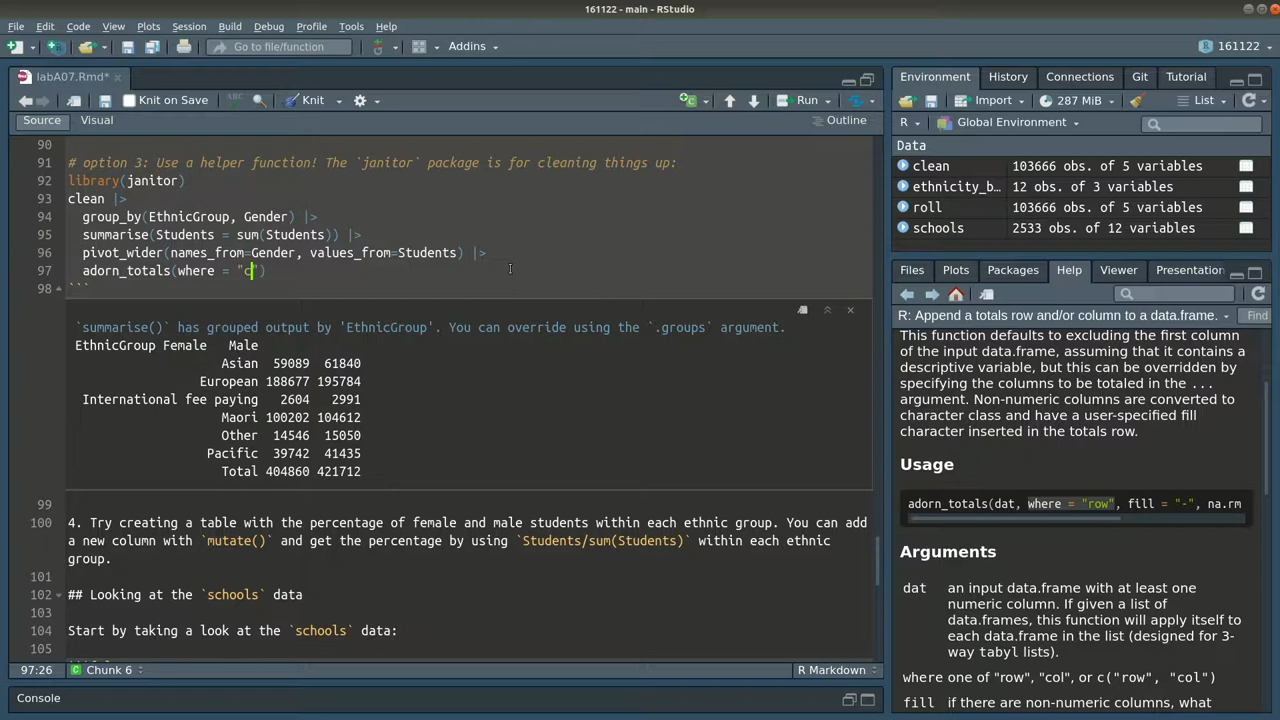 161122 - main - RStudio
File Edit Code View Plots Session Build Debug Profile Tools Help
Go to file/function Addins 161122
labA07.Rmd*
Knit on Save ABC Knit Run
Source Visual Outline
90
91 # option 3: Use a helper function! The `janitor` package is for cleaning things up:
92 library(janitor)
93 clean |>
94 group_by(EthnicGroup, Gender) |>
95 summarise(Students = sum(Students)) |>
96 pivot_wider(names_from=Gender, values_from=Students) |>
97 adorn_totals(where = "c")
98 ```
`summarise()` has grouped output by 'EthnicGroup'. You can override using the `.groups` argument.
EthnicGroup Female Male
Asian 59089 61840
European 188677 195784
International fee paying 2604 2991
Maori 100202 104612
Other 14546 15050
Pacific 39742 41435
Total 404860 421712
99
100 4. Try creating a table with the percentage of female and male students within each ethnic group. You can add
a new column with `mutate()` and get the percentage by using `Students/sum(Students)` within each ethnic
group.
101
102 ## Looking at the `schools` data
103
104 Start by taking a look at the `schools` data:
105
97:26 Chunk 6 R Markdown
Console
Environment History Connections Git Tutorial
Import 287 MiB List
R Global Environment
Data
clean 103666 obs. of 5 variables
ethnicity_b… 12 obs. of 3 variables
roll 103666 obs. of 5 variables
schools 2533 obs. of 12 variables
Files Plots Packages Help Viewer Presentation
R: Append a totals row and/or column to a data.frame. Find
This function defaults to excluding the first column
of the input data.frame, assuming that it contains a
descriptive variable, but this can be overridden by
specifying the columns to be totaled in the ...
argument. Non-numeric columns are converted to
character class and have a user-specified fill
character inserted in the totals row.
Usage
adorn_totals(dat, where = "row", fill = "-", na.rm
Arguments
dat an input data.frame with at least one
numeric column. If given a list of
data.frames, this function will apply itself to
each data.frame in the list (designed for 3-
way tabyl lists).
where one of "row", "col", or c("row", "col")
fill if there are non-numeric columns, what